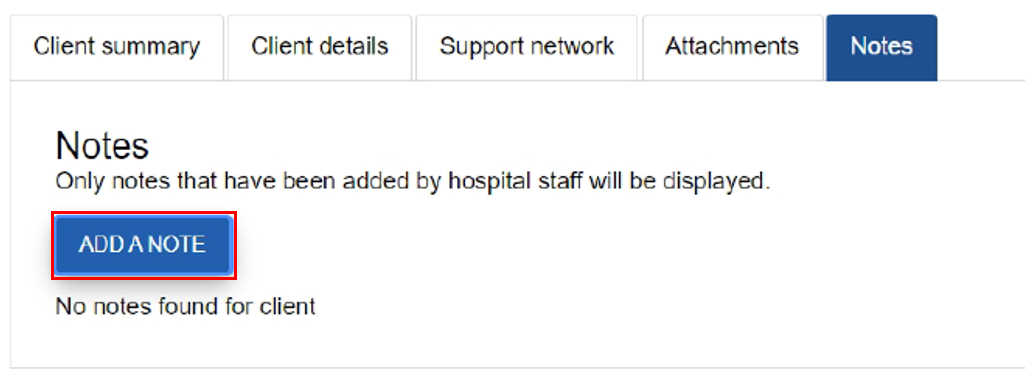 Client summary Client details Support network Attachments Notes
Notes
Only notes that have been added by hospital staff will be displayed.
ADD A NOTE
No notes found for client